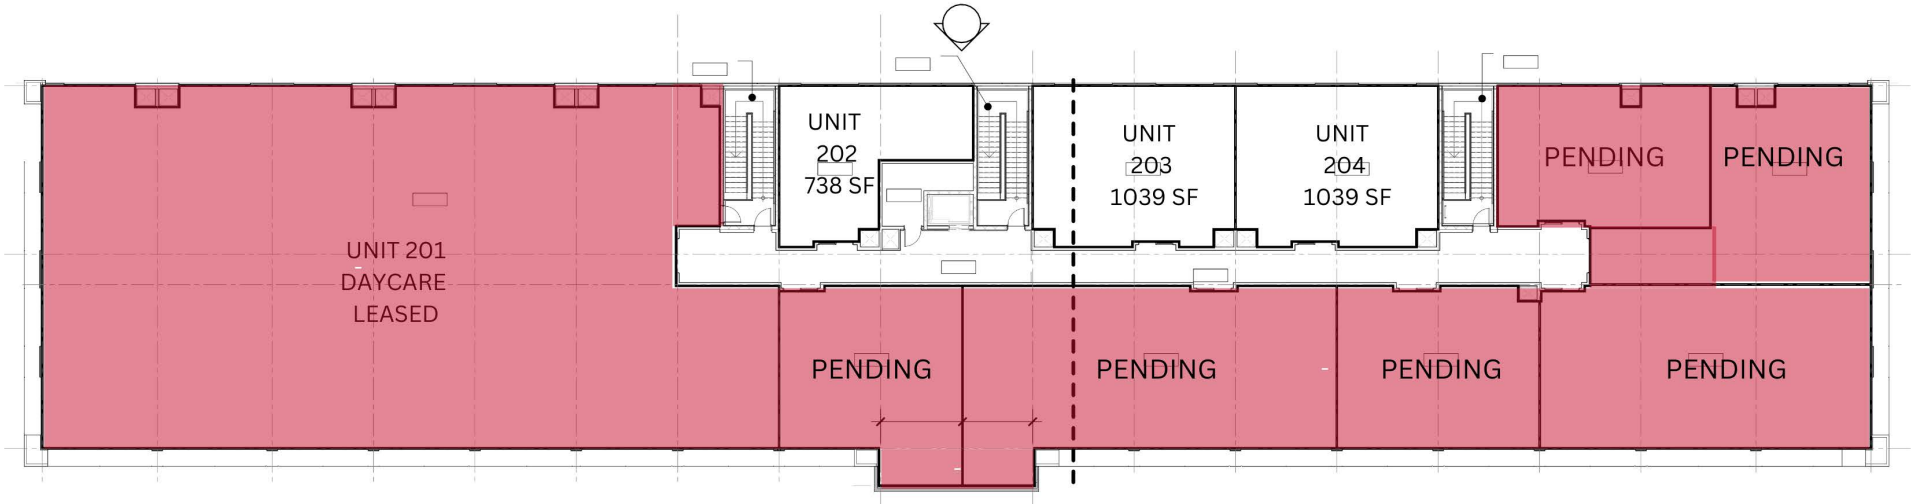 UNIT
202
738 SF
UNIT
203
1039 SF
UNIT
204
1039 SF
PENDING
PENDING
UNIT 201
DAYCARE
LEASED
PENDING
PENDING
PENDING
PENDING